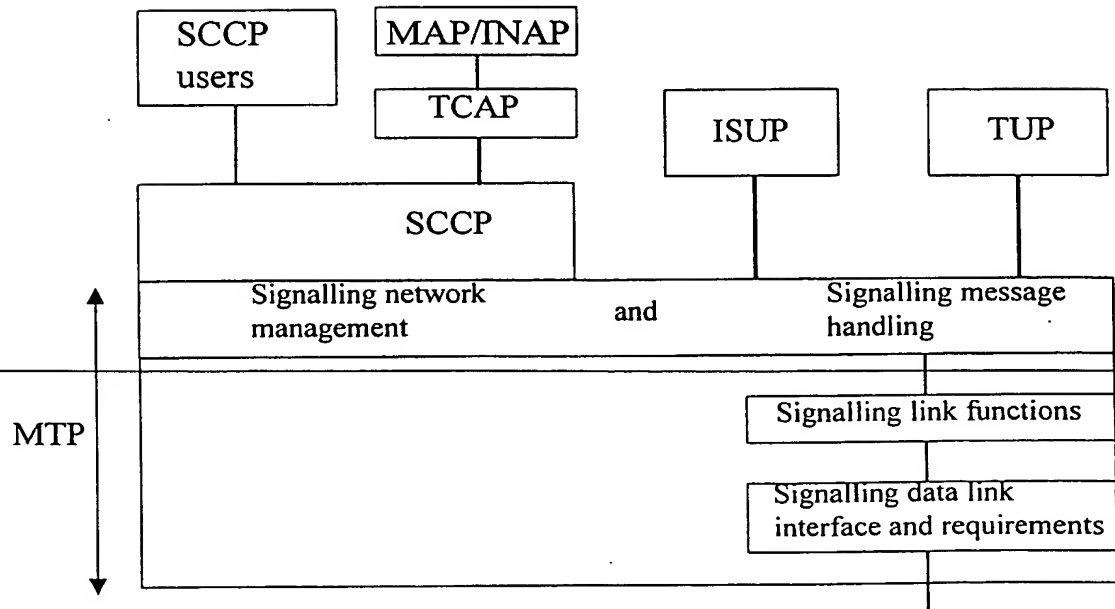 SCCP
users
MAP/INAP
TCAP
ISUP
TUP
SCCP
Signalling network
management
and
Signalling message
handling
MTP
Signalling link functions
Signalling data link
interface and requirements